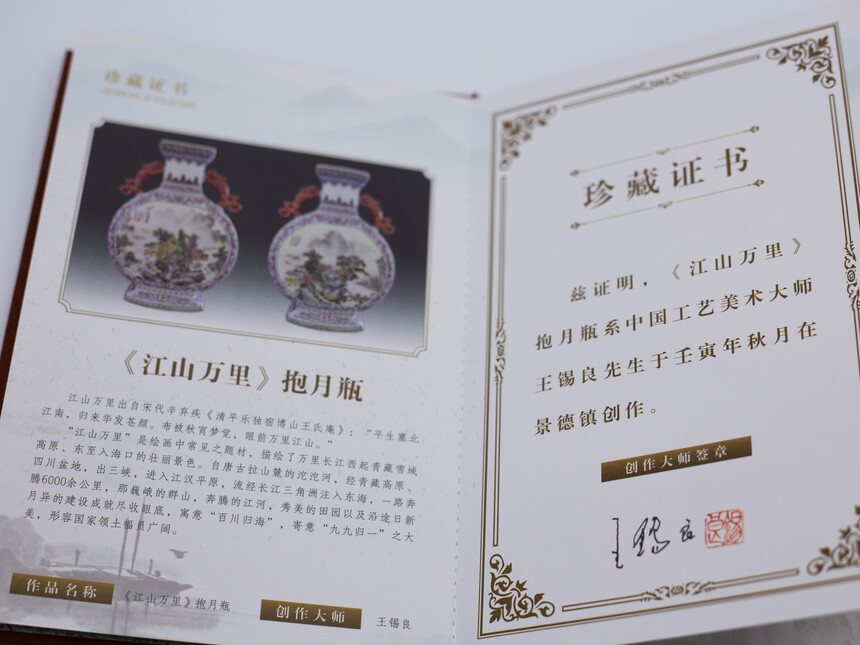 珍藏证书
《江山万里》抱月瓶
江山万里出自宋代辛弃疾《清平乐独宿博山王氏庵》：“平生塞北
江南，归来华发苍颜。布被秋宵梦觉，眼前万里江山。”
“江山万里”是绘画中常见之题材，描绘了万里长江西起青藏雪域
高原、东至入海口的壮丽景色。自唐古拉山麓的沱沱河，经青藏高原、
四川盆地，出三峡，进入江汉平原，流经长江三角洲注入东海，一路奔
腾6000余公里，那巍峨的群山，奔腾的江河，秀美的田园以及沿途日新
月异的建设成就尽收眼底，寓意“百川归海”，寄意“九九归一”之大
美，形容国家领土幅员广阔。
作品名称
《江山万里》抱月瓶
创作大师
王锡良
珍藏证书
兹证明，《江山万里》
抱月瓶系中国工艺美术大师
王锡良先生于壬寅年秋月在
景德镇创作。
创作大师签章
王锡良